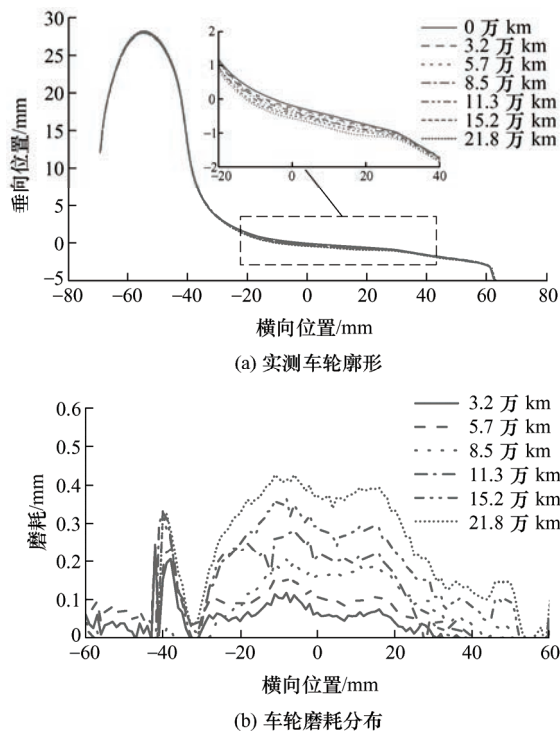 30
25
20
15
10
5
0
−5
垂向位置/mm
2
1
0
−1
2
−20
0
20
40
0 万 km
3.2 万 km
5.7 万 km
8.5 万 km
11.3 万 km
15.2 万 km
21.8 万 km
−80 −60 −40 −20 0 20 40 60 80
横向位置/mm
(a) 实测车轮廓形
0.6
0.5
0.4
0.3
0.2
0.1
0
磨耗/mm
3.2 万 km
5.7 万 km
8.5 万 km
11.3 万 km
15.2 万 km
21.8 万 km
−60 −40 −20 0 20 40 60
横向位置/mm
(b) 车轮磨耗分布